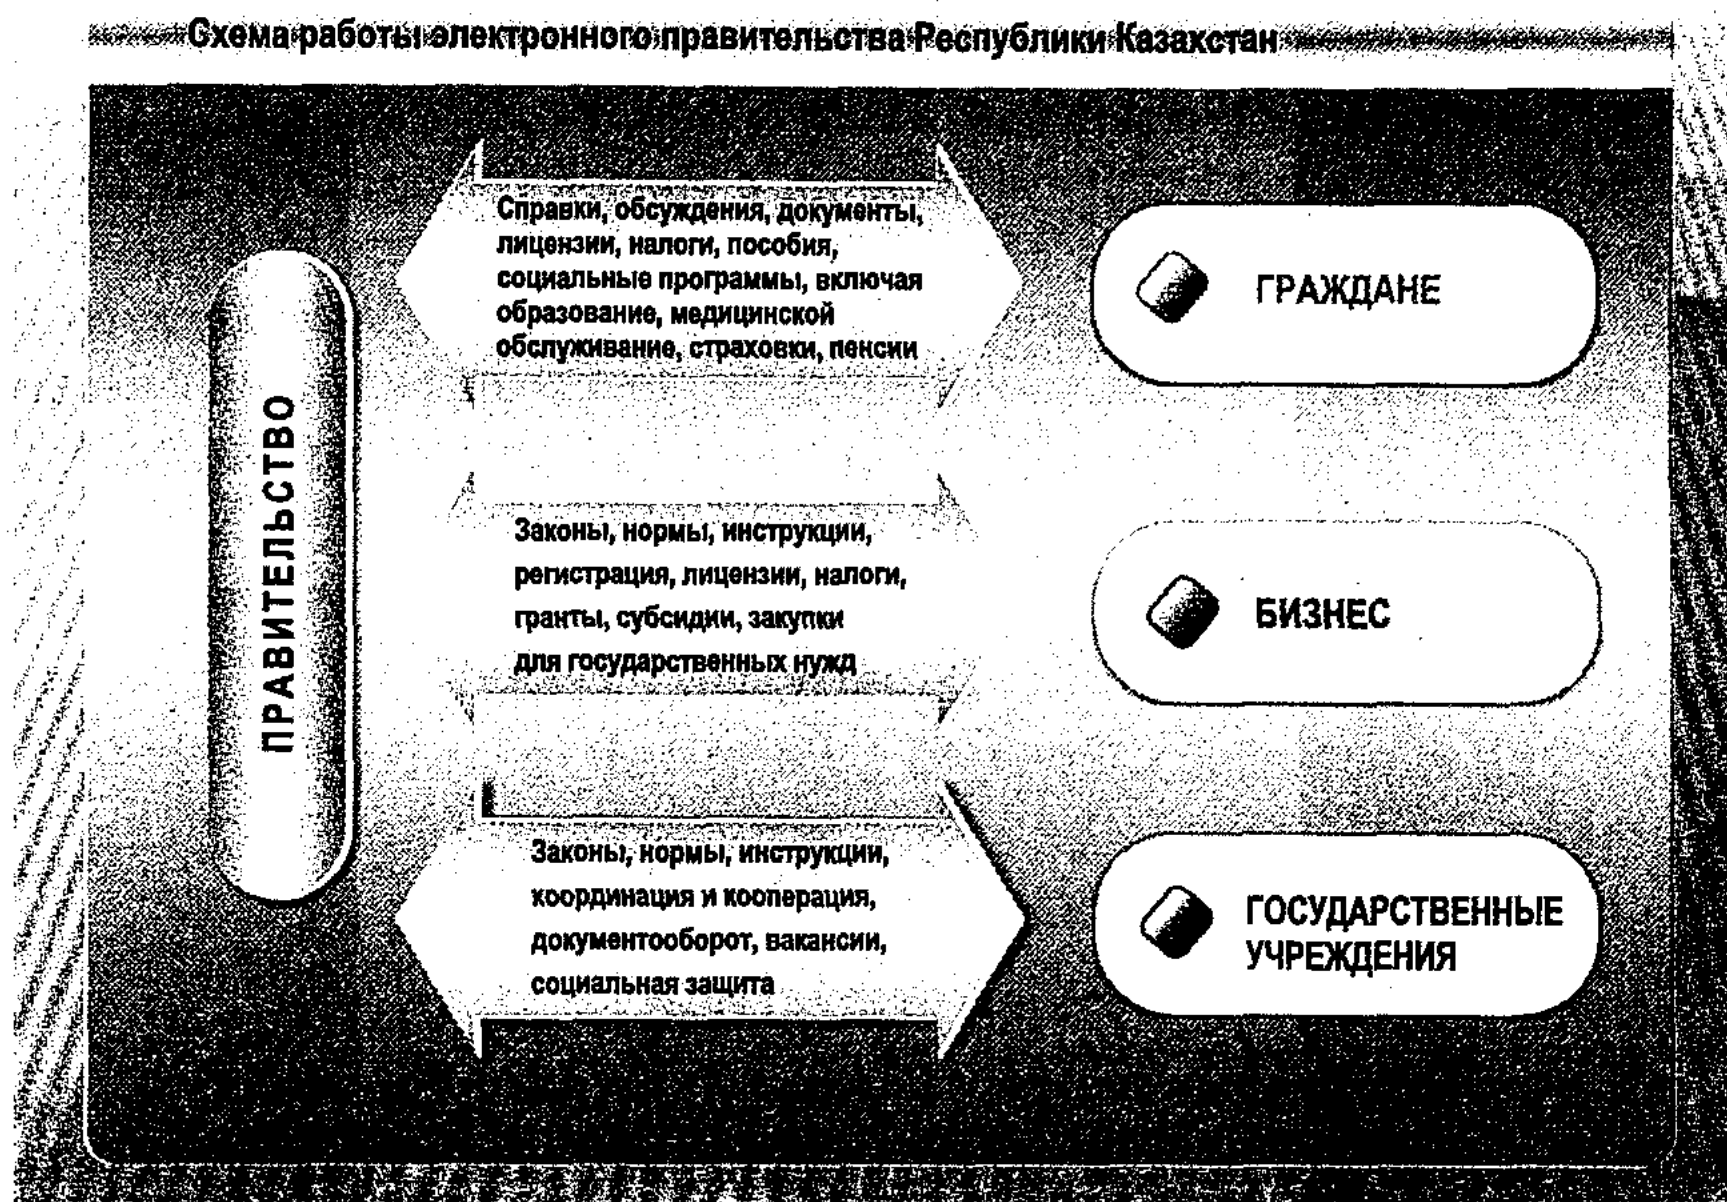 Схема работы электронного правительства Республики Казахстан
ПРАВИТЕЛЬСТВО
Справки, обсуждения, документы,
лицензии, налоги, пособия,
социальные программы, включая
образование, медицинской
обслуживание, страховки, пенсии
ГРАЖДАНЕ
Законы, нормы, инструкции,
регистрация, лицензии, налоги,
гранты, субсидии, закупки
для государственных нужд
БИЗНЕС
Законы, нормы, инструкции,
координация и кооперация,
документооборот, вакансии,
социальная защита
ГОСУДАРСТВЕННЫЕ
УЧРЕЖДЕНИЯ